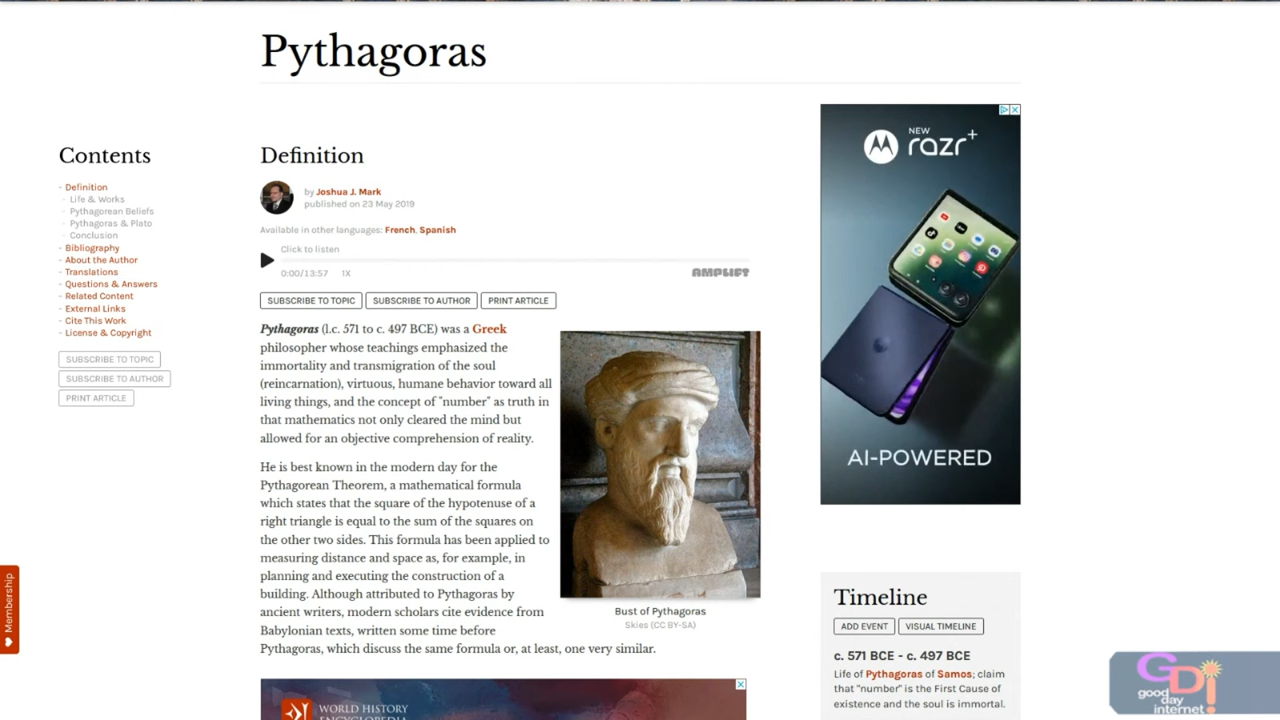 Pythagoras
Contents
- Definition
Life & Works
Pythagorean Beliefs
Pythagoras & Plato
Conclusion
- Bibliography
- About the Author
- Translations
- Questions & Answers
- Related Content
- External Links
- Cite This Work
- License & Copyright
SUBSCRIBE TO TOPIC
SUBSCRIBE TO AUTHOR
PRINT ARTICLE
Membership
Definition
by Joshua J. Mark
published on 23 May 2019
Available in other languages: French, Spanish
Click to listen
0:00/13:57 1X
AMPLIFY
SUBSCRIBE TO TOPIC SUBSCRIBE TO AUTHOR PRINT ARTICLE
Pythagoras (l.c. 571 to c. 497 BCE) was a Greek
philosopher whose teachings emphasized the
immortality and transmigration of the soul
(reincarnation), virtuous, humane behavior toward all
living things, and the concept of "number" as truth in
that mathematics not only cleared the mind but
allowed for an objective comprehension of reality.
He is best known in the modern day for the
Pythagorean Theorem, a mathematical formula
which states that the square of the hypotenuse of a
right triangle is equal to the sum of the squares on
the other two sides. This formula has been applied to
measuring distance and space as, for example, in
planning and executing the construction of a
building. Although attributed to Pythagoras by
ancient writers, modern scholars cite evidence from
Babylonian texts, written some time before
Pythagoras, which discuss the same formula or, at least, one very similar.
Bust of Pythagoras
Skies (CC BY-SA)
WORLD HISTORY
ENCYCLOPEDIA
NEW
razr+
AI-POWERED
Timeline
ADD EVENT VISUAL TIMELINE
c. 571 BCE - c. 497 BCE
Life of Pythagoras of Samos; claim
that "number" is the First Cause of
existence and the soul is immortal.
GDi
good
day
internet!